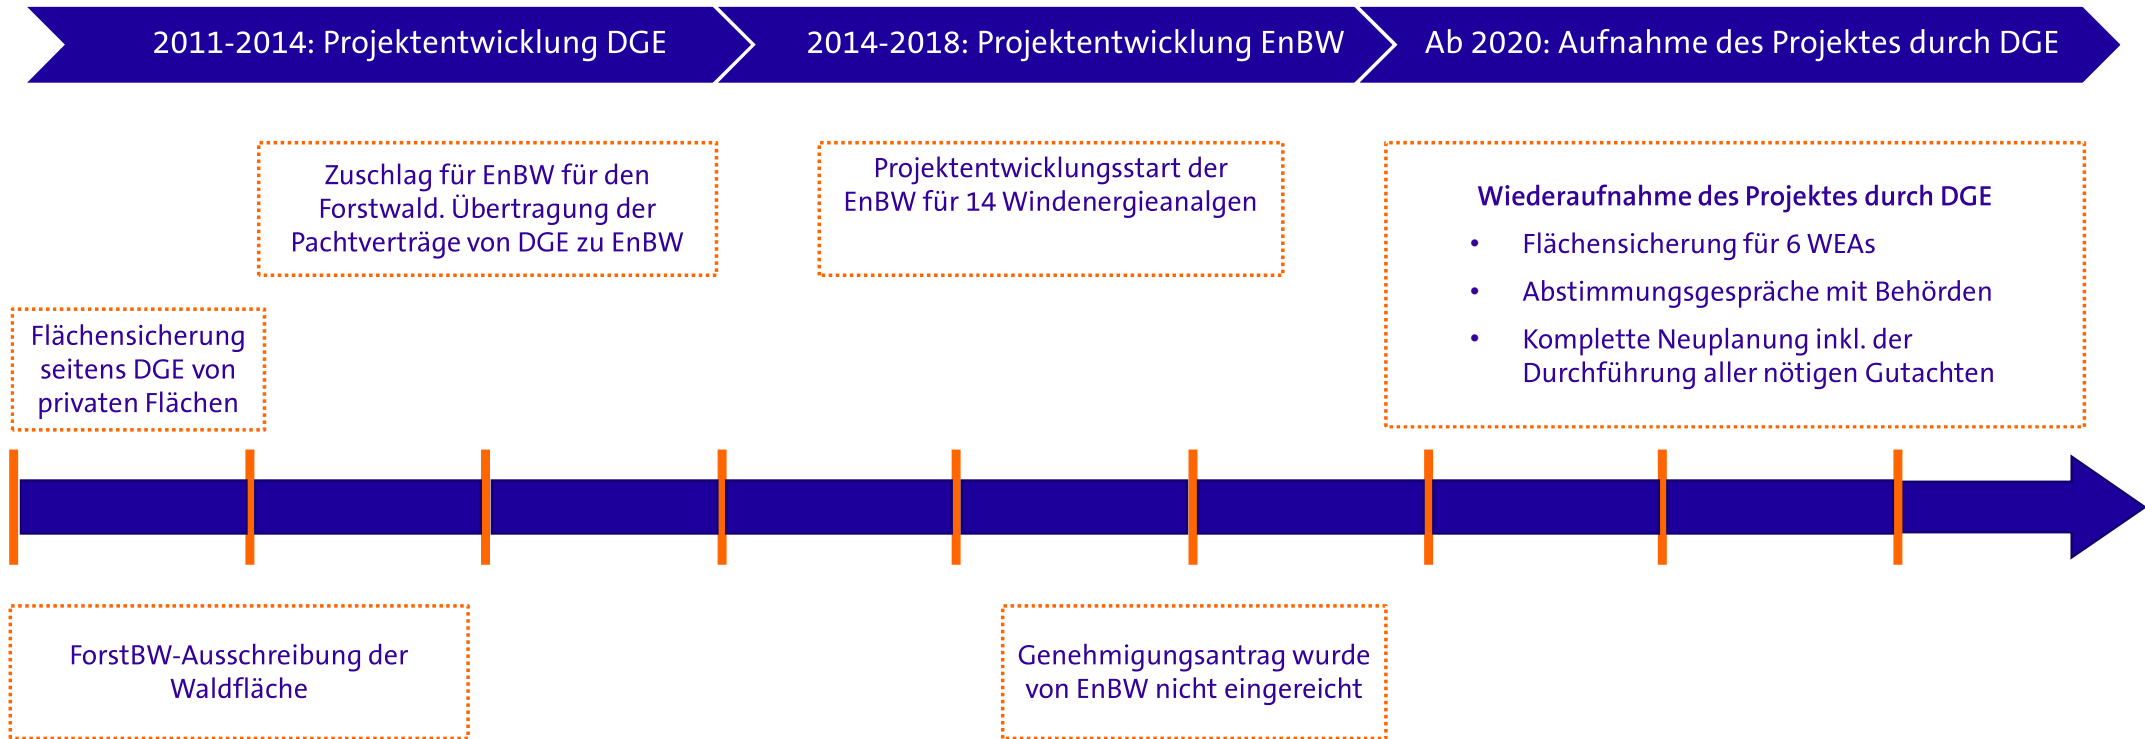 2011-2014: Projektentwicklung DGE
2014-2018: Projektentwicklung EnBW
Ab 2020: Aufnahme des Projektes durch DGE
Zuschlag für EnBW für den
Forstwald. Übertragung der
Pachtverträge von DGE zu EnBW
Projektentwicklungsstart der
EnBW für 14 Windenergieanalgen
Wiederaufnahme des Projektes durch DGE
• Flächensicherung für 6 WEAs
• Abstimmungsgespräche mit Behörden
• Komplette Neuplanung inkl. der
Durchführung aller nötigen Gutachten
Flächensicherung
seitens DGE von
privaten Flächen
ForstBW-Ausschreibung der
Waldfläche
Genehmigungsantrag wurde
von EnBW nicht eingereicht